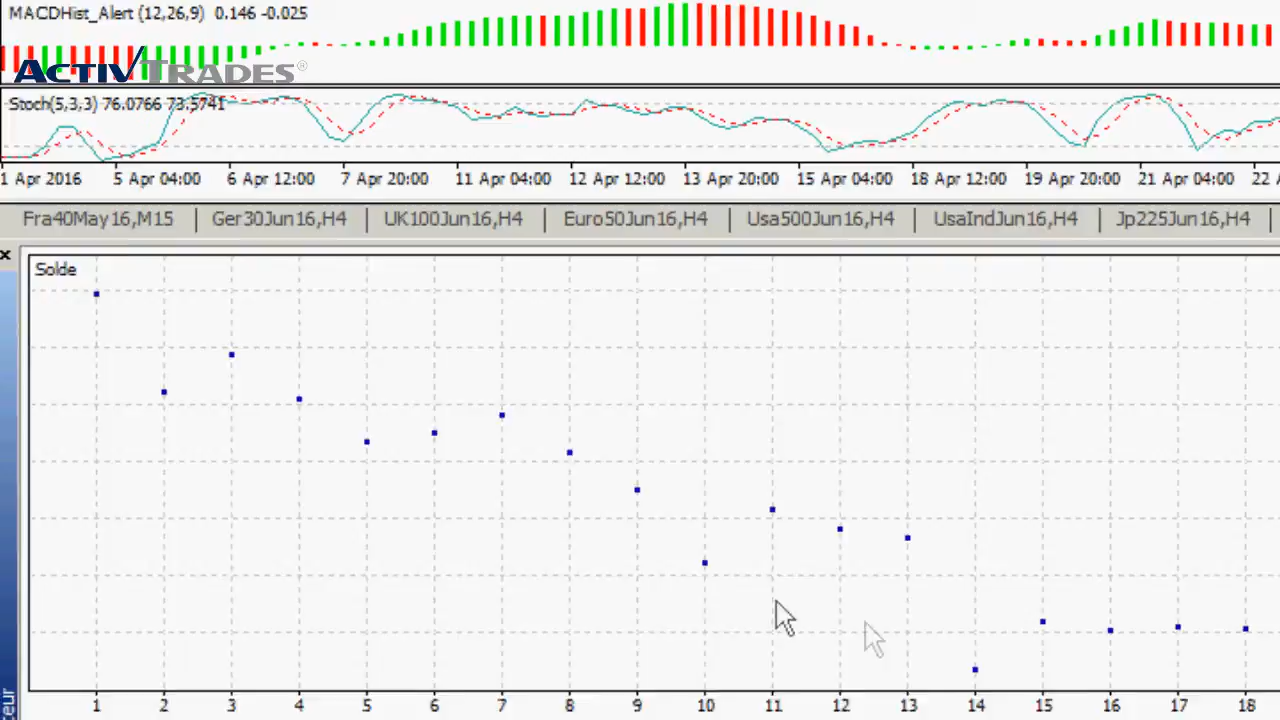 MACDHist_Alert (12,26,9) 0.146 -0.025
ACTIVTRADES®
Stoch(5,3,3) 76.0766 73.5741
1 Apr 2016 5 Apr 04:00 6 Apr 12:00 7 Apr 20:00 11 Apr 04:00 12 Apr 12:00 13 Apr 20:00 15 Apr 04:00 18 Apr 12:00 19 Apr 20:00 21 Apr 04:00 22 A
Fra40May16,M15 Ger30Jun16,H4 UK100Jun16,H4 Euro50Jun16,H4 Usa500Jun16,H4 UsaIndJun16,H4 Jp225Jun16,H4
x
Solde
1 2 3 4 5 6 7 8 9 10 11 12 13 14 15 16 17 18
teur